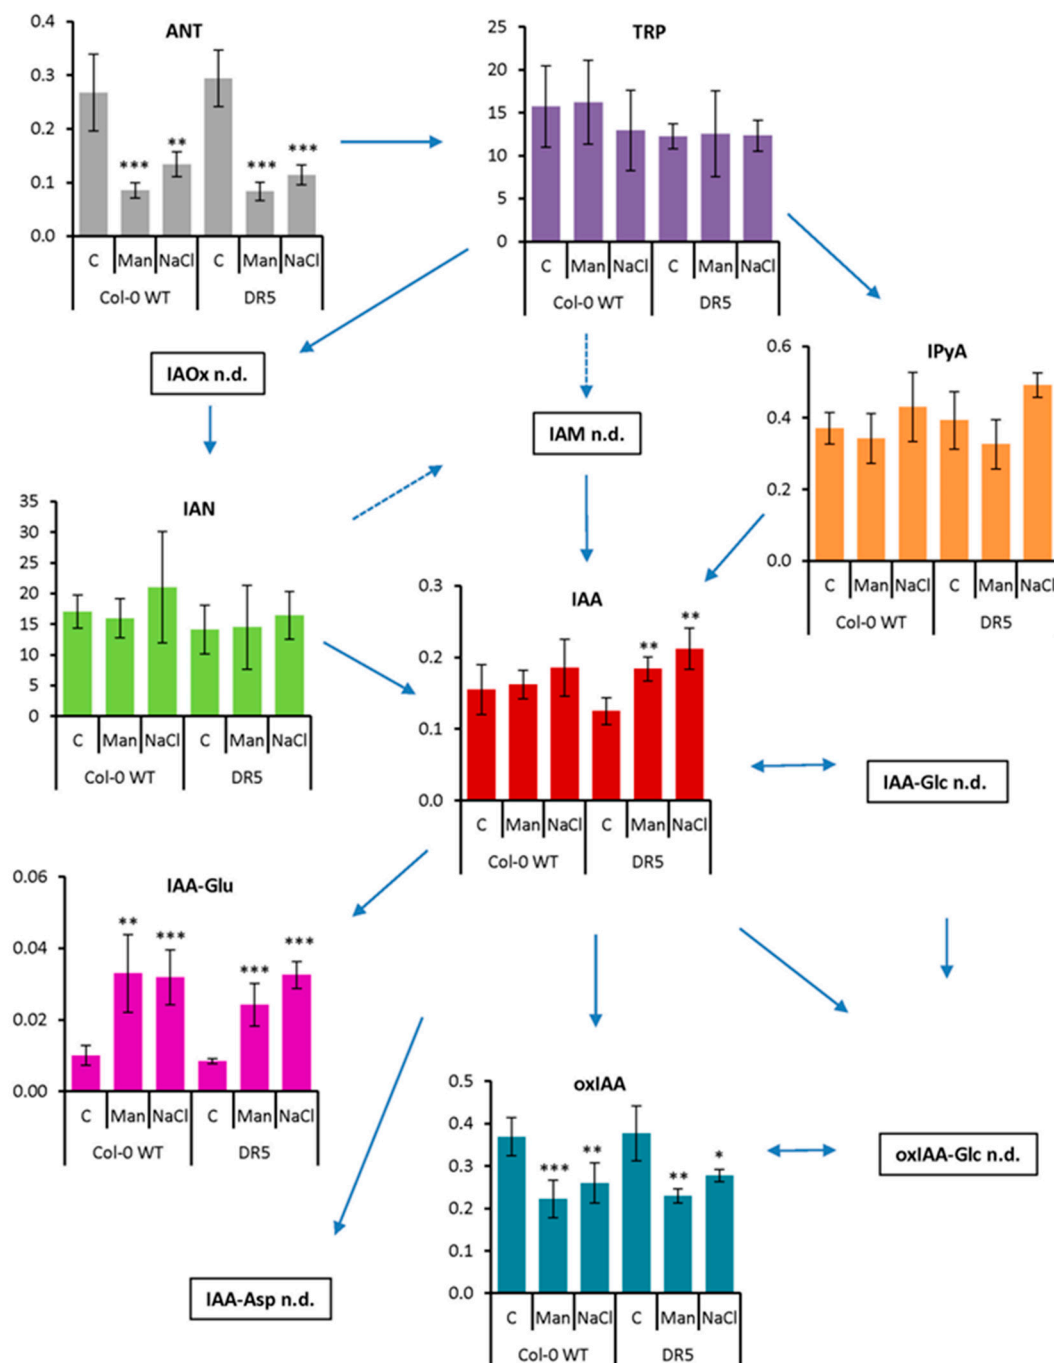 ANT
0.4
0.3
0.2
0.1
0.0
*** ** *** ***
C Man NaCl C Man NaCl
Col-0 WT DR5
TRP
25
20
15
10
5
0
C Man NaCl C Man NaCl
Col-0 WT DR5
IAOx n.d.
IAM n.d.
IPyA
0.6
0.4
0.2
0.0
C Man NaCl C Man NaCl
Col-0 WT DR5
IAN
35
30
25
20
15
10
5
0
C Man NaCl C Man NaCl
Col-0 WT DR5
IAA
0.3
0.2
0.1
0.0
** **
C Man NaCl C Man NaCl
Col-0 WT DR5
IAA-Glc n.d.
IAA-Glu
0.06
0.04
0.02
0.00
** *** *** ***
C Man NaCl C Man NaCl
Col-0 WT DR5
oxIAA
0.5
0.4
0.3
0.2
0.1
0.0
*** ** ** *
C Man NaCl C Man NaCl
Col-0 WT DR5
oxIAA-Glc n.d.
IAA-Asp n.d.